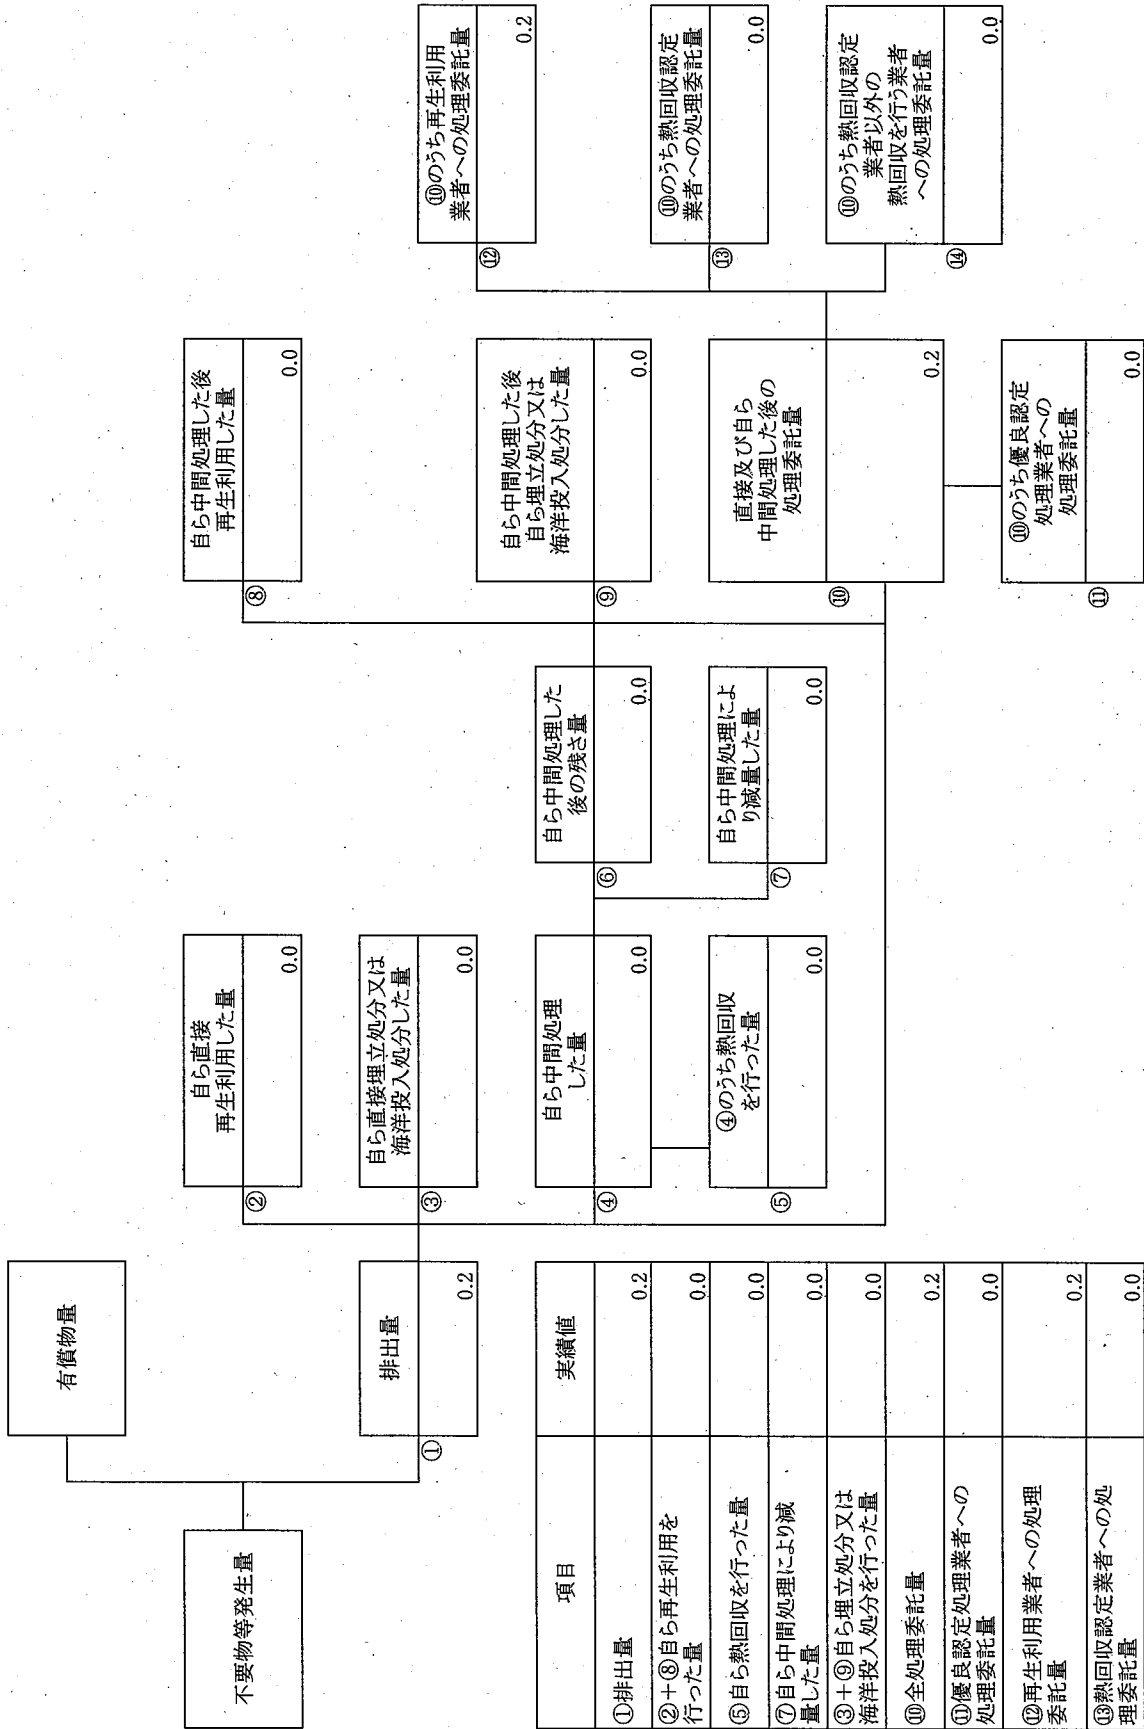 不要物等発生量
有償物量
①
排出量
0.2
②
自ら直接
再生利用した量
0.0
③
自ら直接埋立処分又は
海洋投入処分した量
0.0
④
自ら中間処理
した量
0.0
⑤
④のうち熱回収
を行った量
0.0
⑥
自ら中間処理した
後の残さ量
0.0
⑦
自ら中間処理によ
り減量した量
0.0
⑧
自ら中間処理した後
再生利用した量
0.0
⑨
自ら中間処理した後
自ら埋立処分又は
海洋投入処分した量
0.0
⑩
直接及び自ら
中間処理した後の
処理委託量
0.2
⑪
⑩のうち優良認定
処理業者への
処理委託量
0.0
⑫
⑩のうち再生利用
業者への処理委託量
0.2
⑬
⑩のうち熱回収認定
業者への処理委託量
0.0
⑭
⑩のうち熱回収認定
業者以外の
熱回収を行う業者
への処理委託量
0.0
項目 実績値
①排出量 0.2
②+⑧自ら再生利用を
行った量 0.0
⑤自ら熱回収を行った量 0.0
⑦自ら中間処理により減
量した量 0.0
③+⑨自ら埋立処分又は
海洋投入処分を行った量 0.0
⑩全処理委託量 0.2
⑪優良認定処理業者への
処理委託量 0.0
⑫再生利用業者への処理
委託量 0.2
⑬熱回収認定業者への処
理委託量 0.0